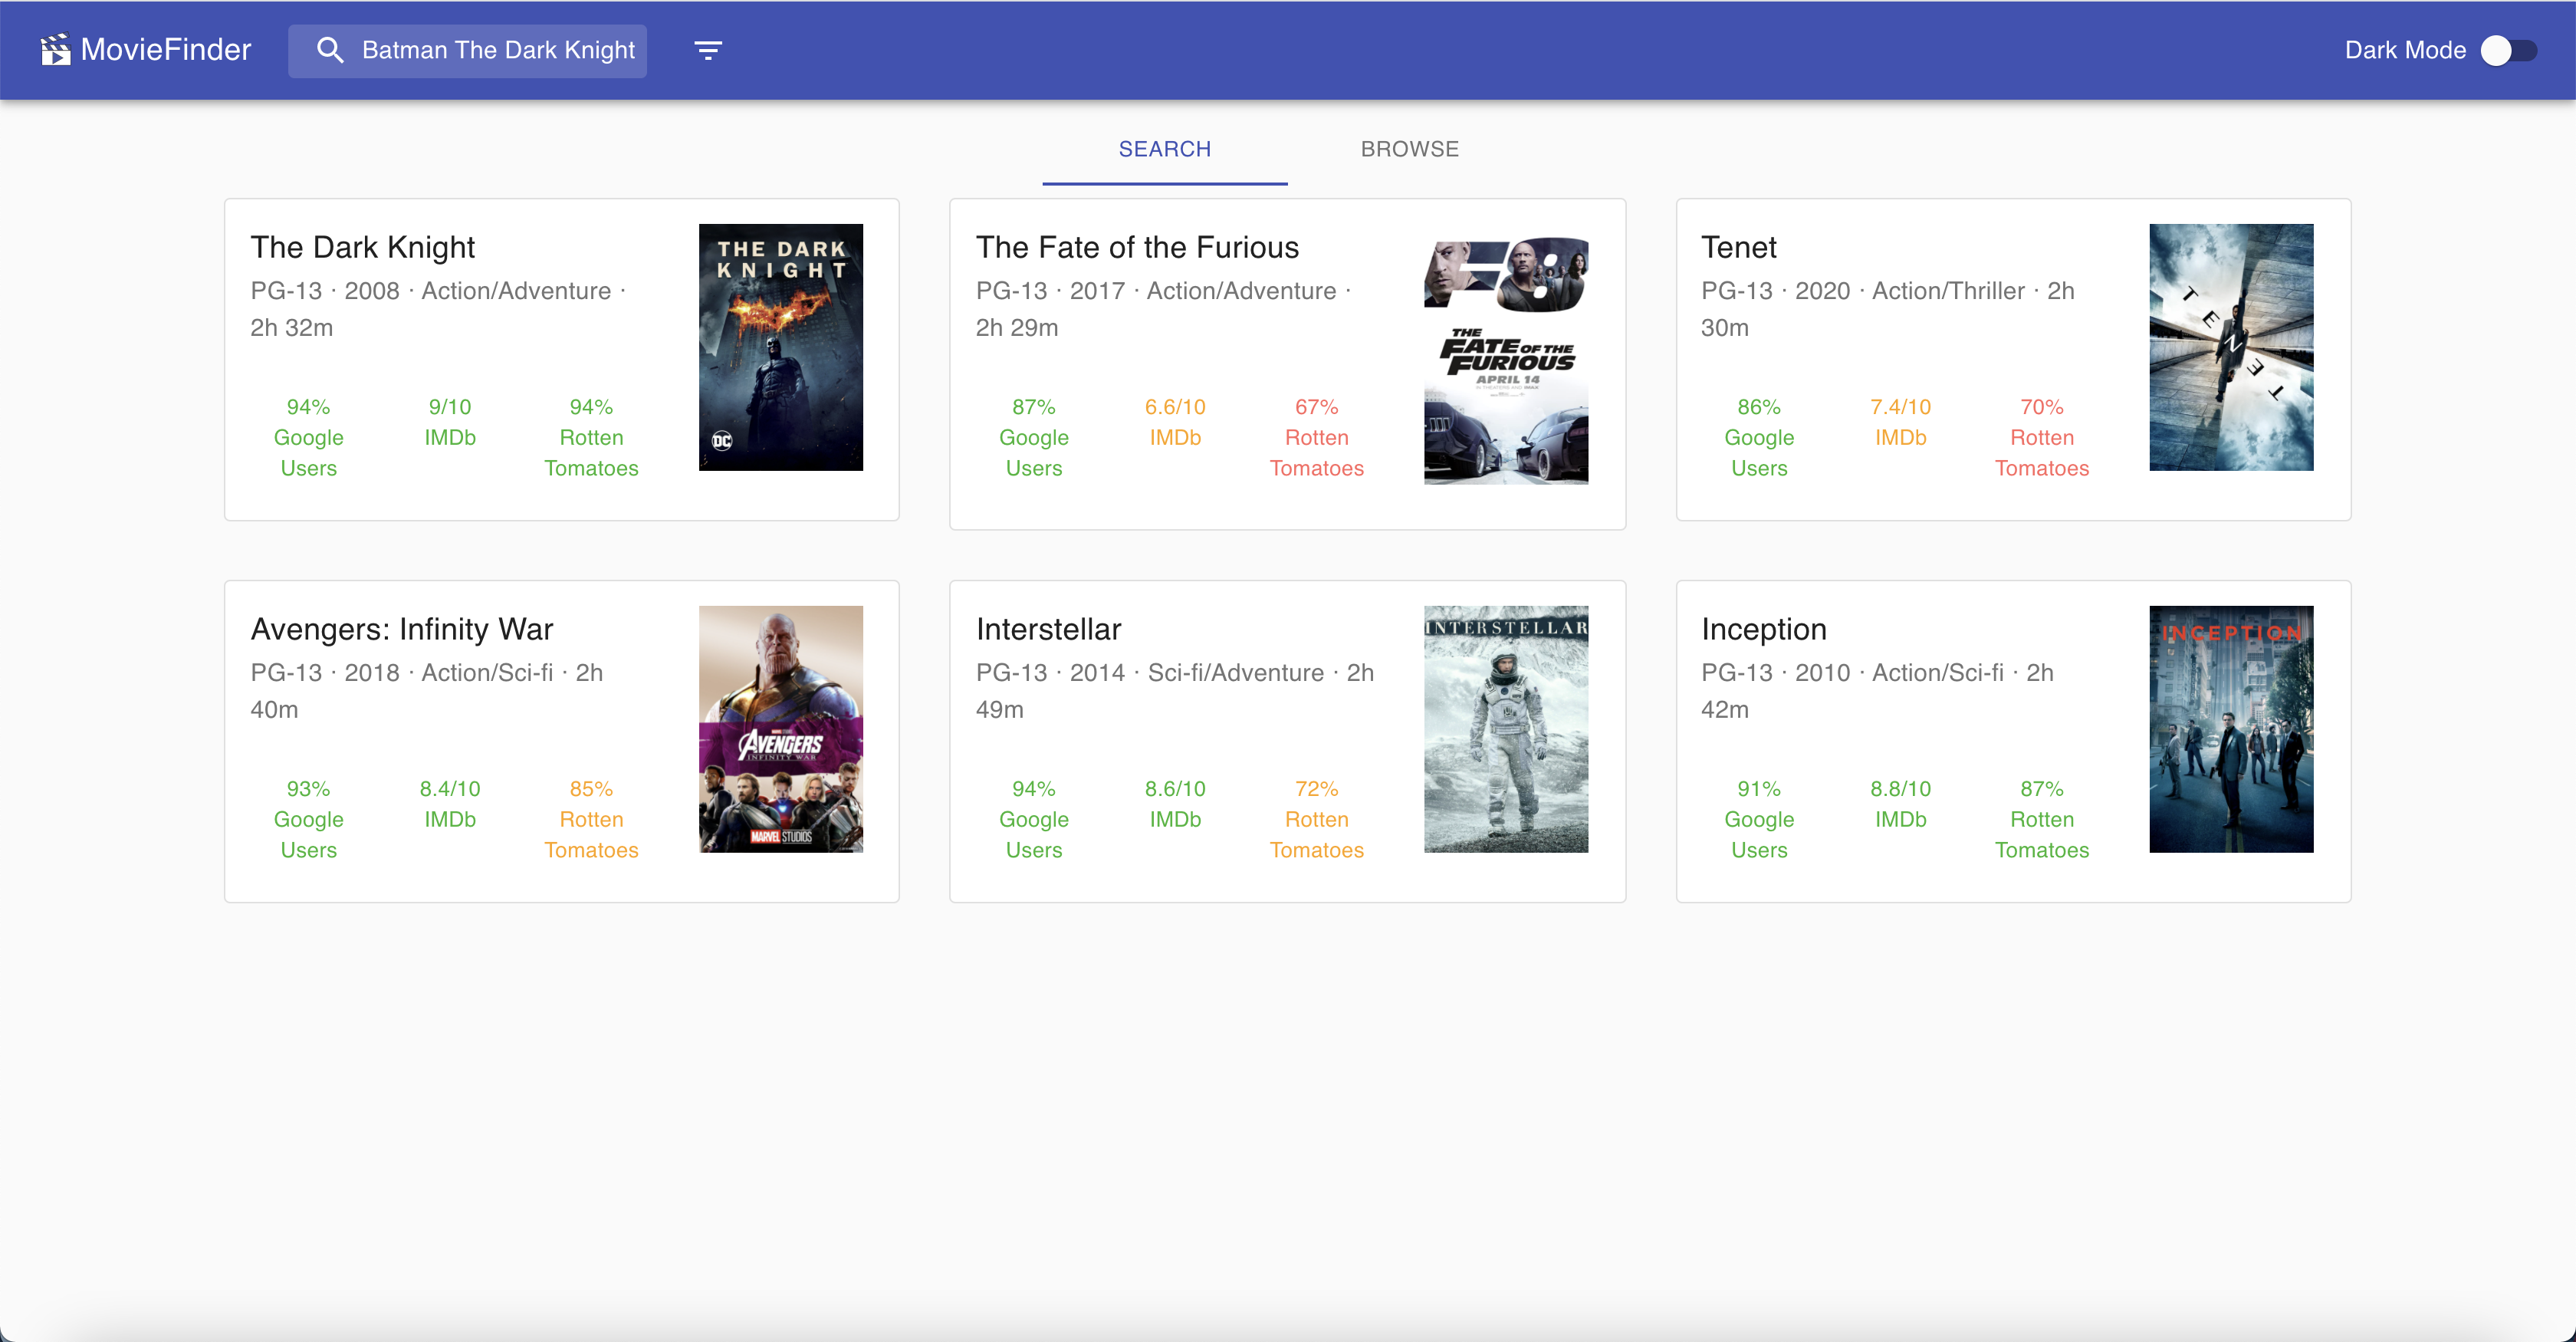 MovieFinder
Batman The Dark Knight
Dark Mode
SEARCH
BROWSE
The Dark Knight
PG-13 · 2008 · Action/Adventure ·
2h 32m
94%
Google
Users
9/10
IMDb
94%
Rotten
Tomatoes
THE DARK
KNIGHT
DC
The Fate of the Furious
PG-13 · 2017 · Action/Adventure ·
2h 29m
87%
Google
Users
6.6/10
IMDb
67%
Rotten
Tomatoes
F8
THE
FATE OF THE
FURIOUS
APRIL 14
Tenet
PG-13 · 2020 · Action/Thriller · 2h
30m
86%
Google
Users
7.4/10
IMDb
70%
Rotten
Tomatoes
TENET
Avengers: Infinity War
PG-13 · 2018 · Action/Sci-fi · 2h
40m
93%
Google
Users
8.4/10
IMDb
85%
Rotten
Tomatoes
AVENGERS
INFINITY WAR
MARVEL STUDIOS
Interstellar
PG-13 · 2014 · Sci-fi/Adventure · 2h
49m
94%
Google
Users
8.6/10
IMDb
72%
Rotten
Tomatoes
INTERSTELLAR
Inception
PG-13 · 2010 · Action/Sci-fi · 2h
42m
91%
Google
Users
8.8/10
IMDb
87%
Rotten
Tomatoes
INCEPTION